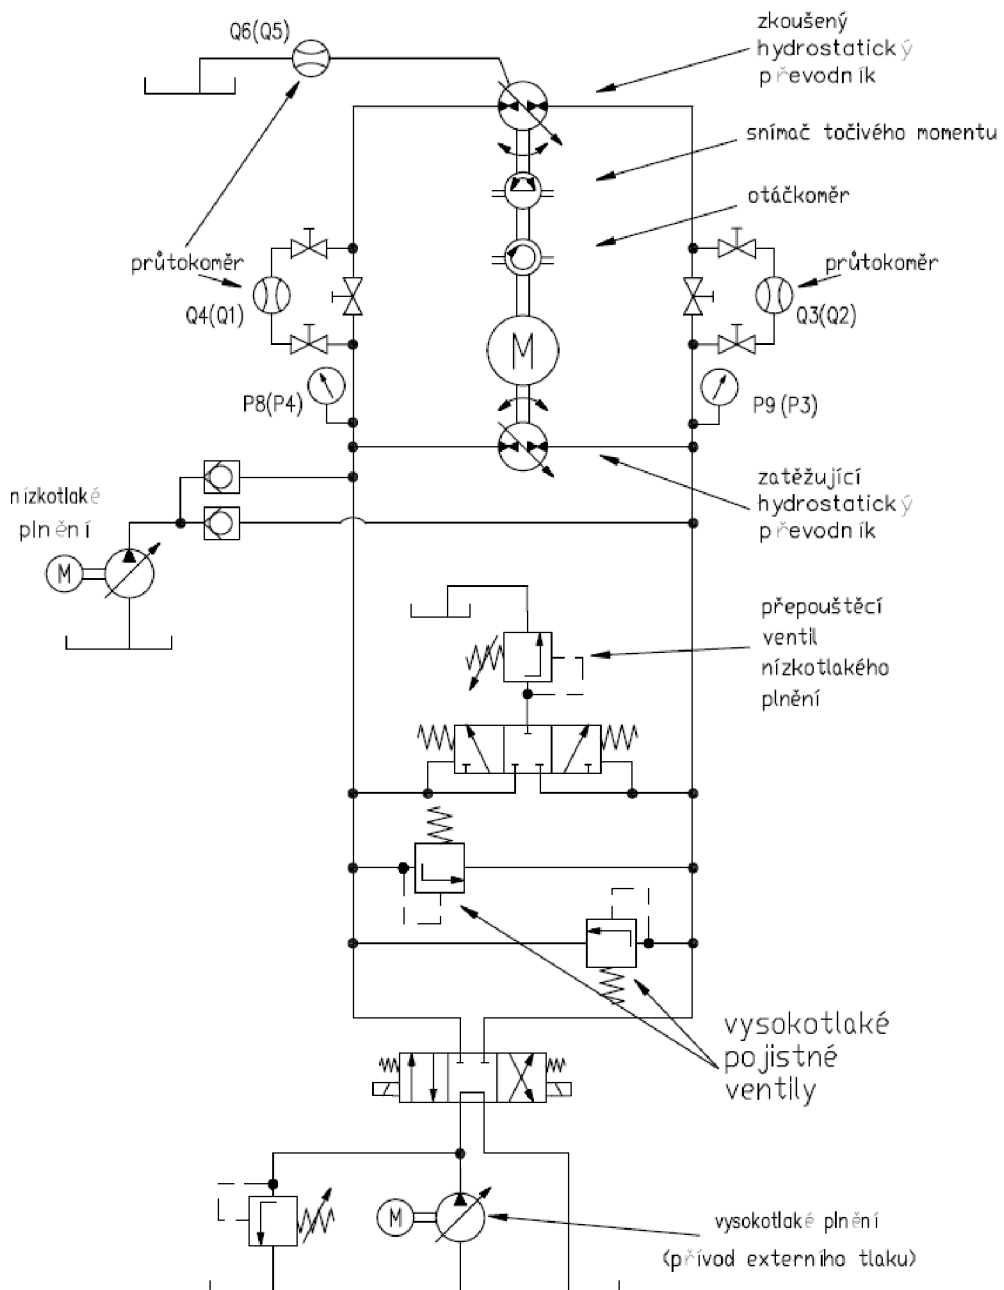 Q6(Q5)
zkoušený
hydrostatický
převodník
snímač točivého momentu
otáčkoměr
průtokoměr
průtokoměr
Q4(Q1)
Q3(Q2)
M
P8(P4)
P9(P3)
nízkotlaké
plnění
M
zatěžující
hydrostatický
převodník
přepouštěcí
ventil
nízkotlakého
plnění
vysokotlaké
pojistné
ventily
M
vysokotlaké plnění
(přívod externího tlaku)